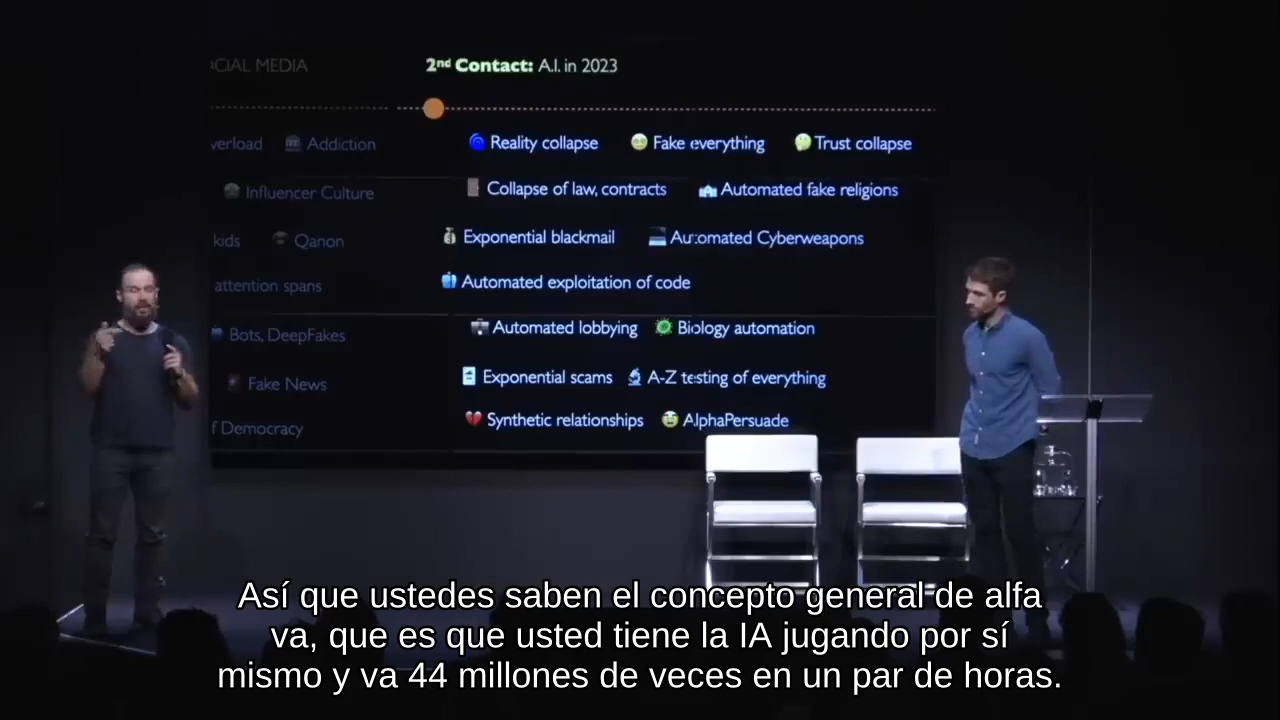 OCIAL MEDIA
2nd Contact: A.I. in 2023
verload Addiction
Reality collapse Fake everything Trust collapse
Influencer Culture
Collapse of law, contracts Automated fake religions
kids Qanon
Exponential blackmail Automated Cyberweapons
attention spans
Automated exploitation of code
Bots, DeepFakes
Automated lobbying Biology automation
Fake News
Exponential scams A-Z testing of everything
f Democracy
Synthetic relationships AlphaPersuade
Así que ustedes saben el concepto general de alfa
va, que es que usted tiene la IA jugando por sí
mismo y va 44 millones de veces en un par de horas.